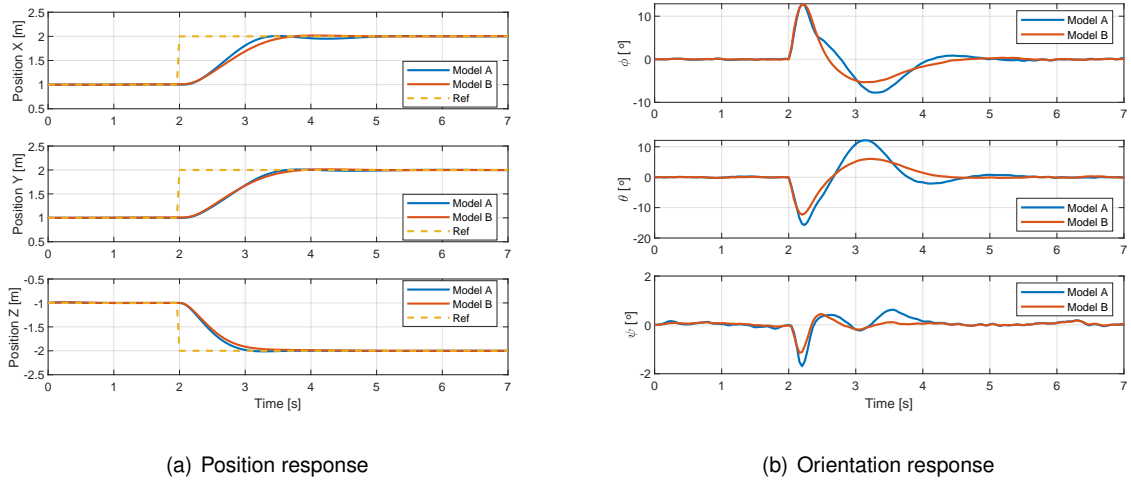 2.5
2
1.5
1
0.5
Position X [m]
Model A
Model B
Ref
0 1 2 3 4 5 6 7
2.5
2
1.5
1
0.5
Position Y [m]
Model A
Model B
Ref
0 1 2 3 4 5 6 7
-0.5
-1
-1.5
-2
-2.5
Position Z [m]
Model A
Model B
Ref
0 1 2 3 4 5 6 7
Time [s]
(a) Position response
10
0
-10
ϕ [º]
Model A
Model B
0 1 2 3 4 5 6 7
10
0
-10
-20
θ [º]
Model A
Model B
0 1 2 3 4 5 6 7
2
0
-2
ψ [º]
Model A
Model B
0 1 2 3 4 5 6 7
Time [s]
(b) Orientation response